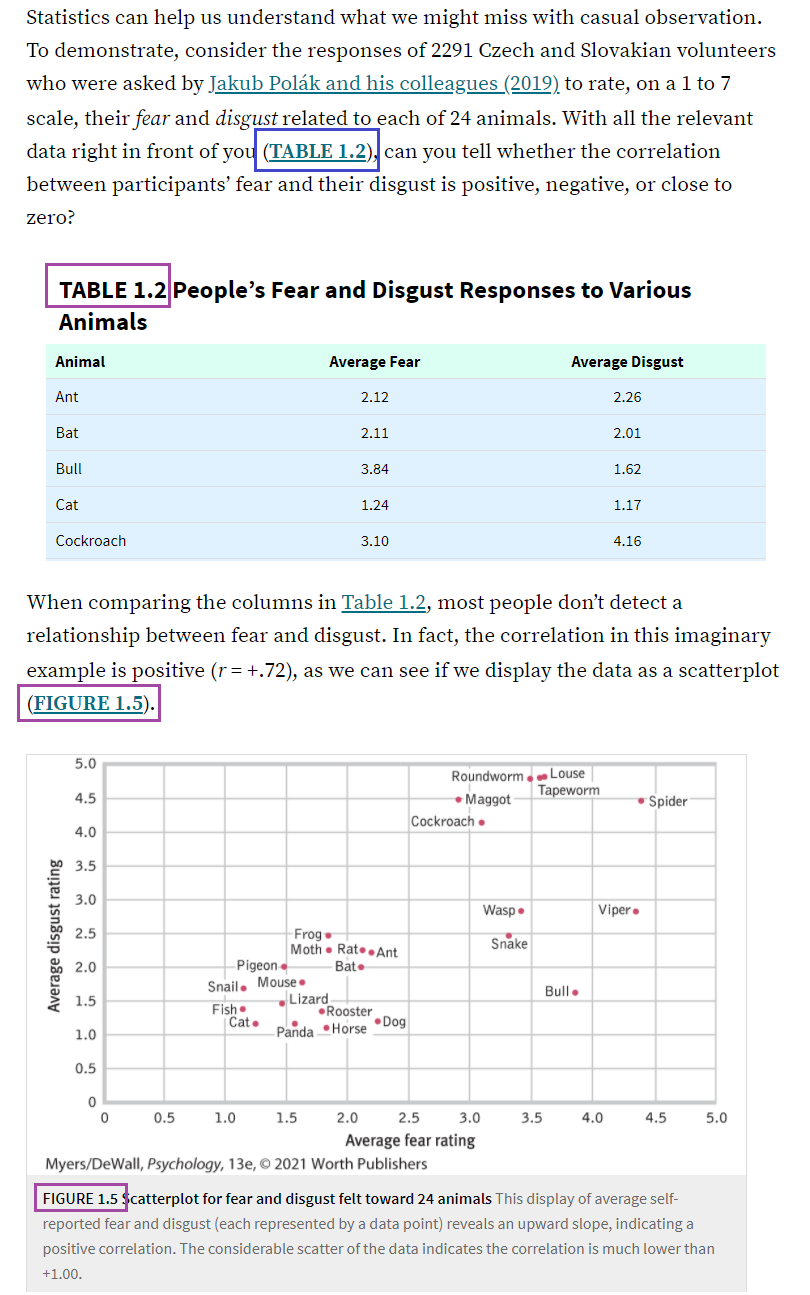 Statistics can help us understand what we might miss with casual observation.
To demonstrate, consider the responses of 2291 Czech and Slovakian volunteers
who were asked by Jakub Polák and his colleagues (2019) to rate, on a 1 to 7
scale, their fear and disgust related to each of 24 animals. With all the relevant
data right in front of you (TABLE 1.2), can you tell whether the correlation
between participants’ fear and their disgust is positive, negative, or close to
zero?
TABLE 1.2 People’s Fear and Disgust Responses to Various
Animals
Animal Average Fear Average Disgust
Ant 2.12 2.26
Bat 2.11 2.01
Bull 3.84 1.62
Cat 1.24 1.17
Cockroach 3.10 4.16
When comparing the columns in Table 1.2, most people don’t detect a
relationship between fear and disgust. In fact, the correlation in this imaginary
example is positive (r = +.72), as we can see if we display the data as a scatterplot
(FIGURE 1.5).
5.0
Roundworm Louse
Tapeworm
4.5 Maggot Spider
Cockroach
4.0
3.5
3.0
Wasp Viper
2.5 Frog Snake
Moth Rat Ant
2.0 Pigeon Bat
Snail Mouse Bull
1.5 Lizard
Fish Rooster
Cat Dog
1.0 Panda Horse
0.5
0
Average disgust rating
0 0.5 1.0 1.5 2.0 2.5 3.0 3.5 4.0 4.5 5.0
Average fear rating
Myers/DeWall, Psychology, 13e, © 2021 Worth Publishers
FIGURE 1.5 Scatterplot for fear and disgust felt toward 24 animals This display of average self-
reported fear and disgust (each represented by a data point) reveals an upward slope, indicating a
positive correlation. The considerable scatter of the data indicates the correlation is much lower than
+1.00.